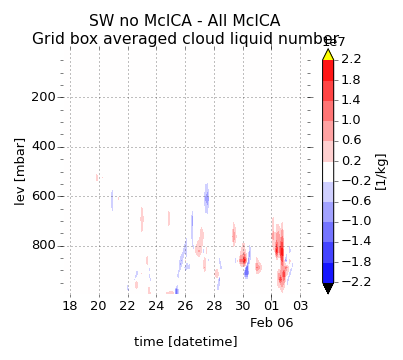 SW no McICA - All McICA
Grid box averaged cloud liquid number
1e7
2.2
1.8
1.4
1.0
0.6
0.2
−0.2
−0.6
−1.0
−1.4
−1.8
−2.2
[1/kg]
lev [mbar]
200
400
600
800
18 20 22 24 26 28 30 01 03
Feb 06
time [datetime]